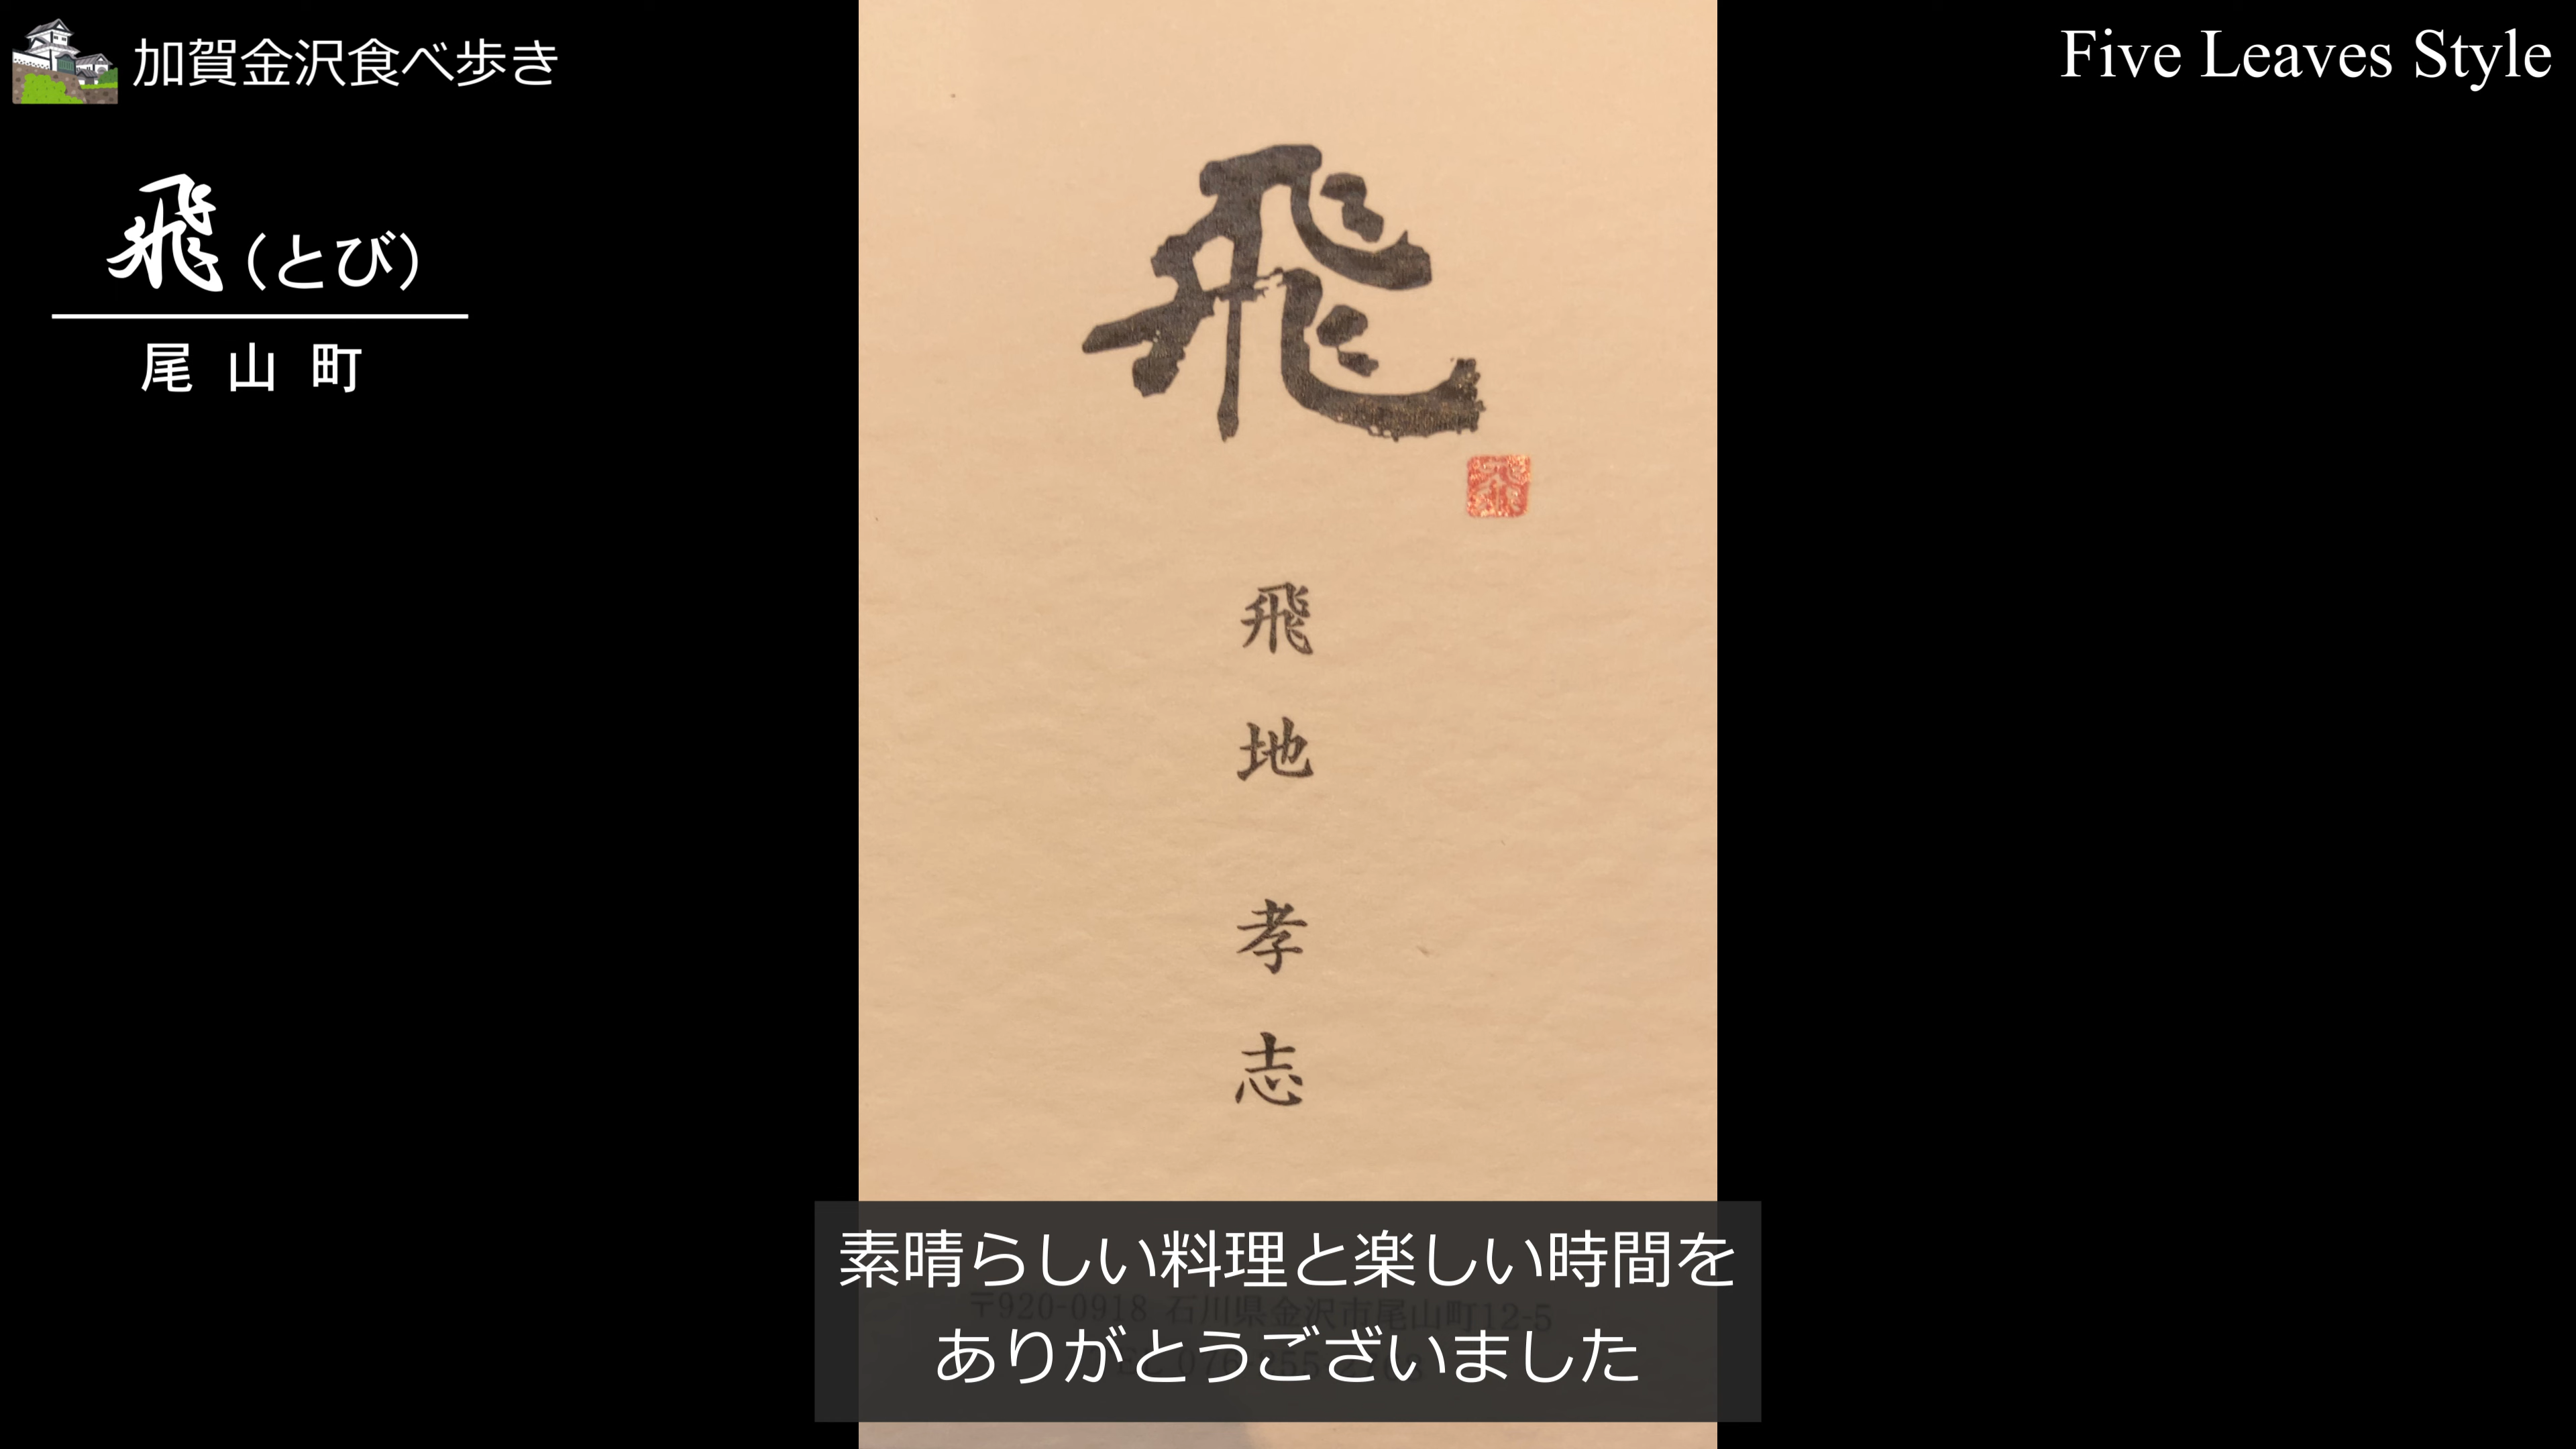 加賀金沢食べ歩き
Five Leaves Style
飛（とび）
尾山町
飛
飛地 孝志
〒920-0918 石川県金沢市尾山町12-5
素晴らしい料理と楽しい時間を
ありがとうございました